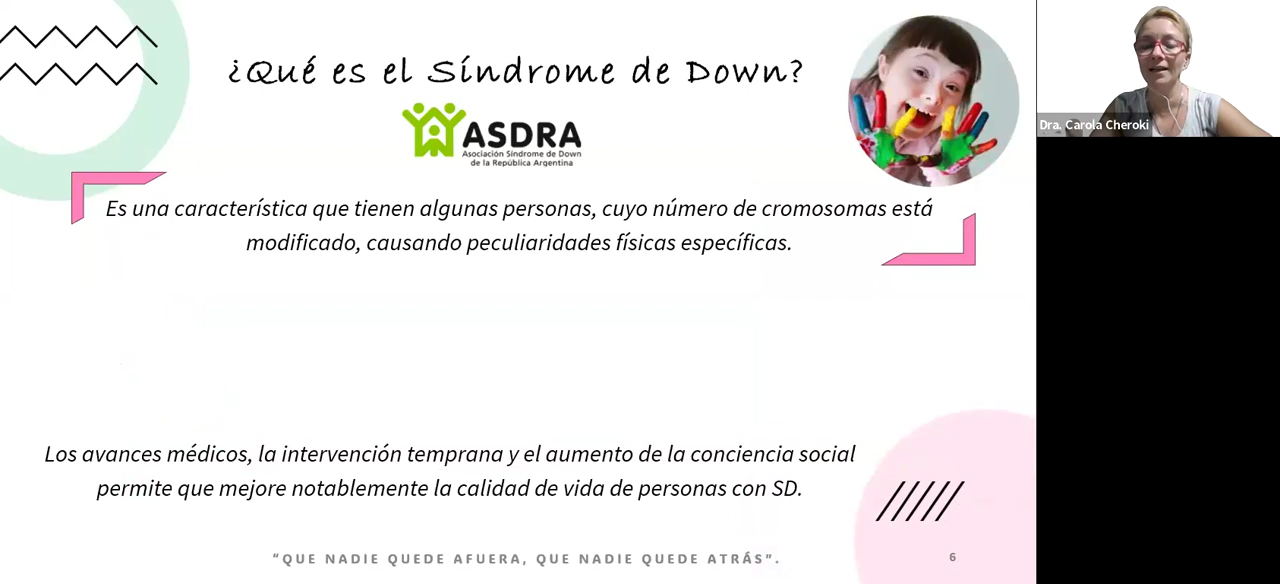 ¿Qué es el Síndrome de Down?
ASDRA
Asociación Síndrome de Down
de la República Argentina
Es una característica que tienen algunas personas, cuyo número de cromosomas está
modificado, causando peculiaridades físicas específicas.
Los avances médicos, la intervención temprana y el aumento de la conciencia social
permite que mejore notablemente la calidad de vida de personas con SD.
“QUE NADIE QUEDE AFUERA, QUE NADIE QUEDE ATRÁS”.
6
Dra. Carola Cheroki